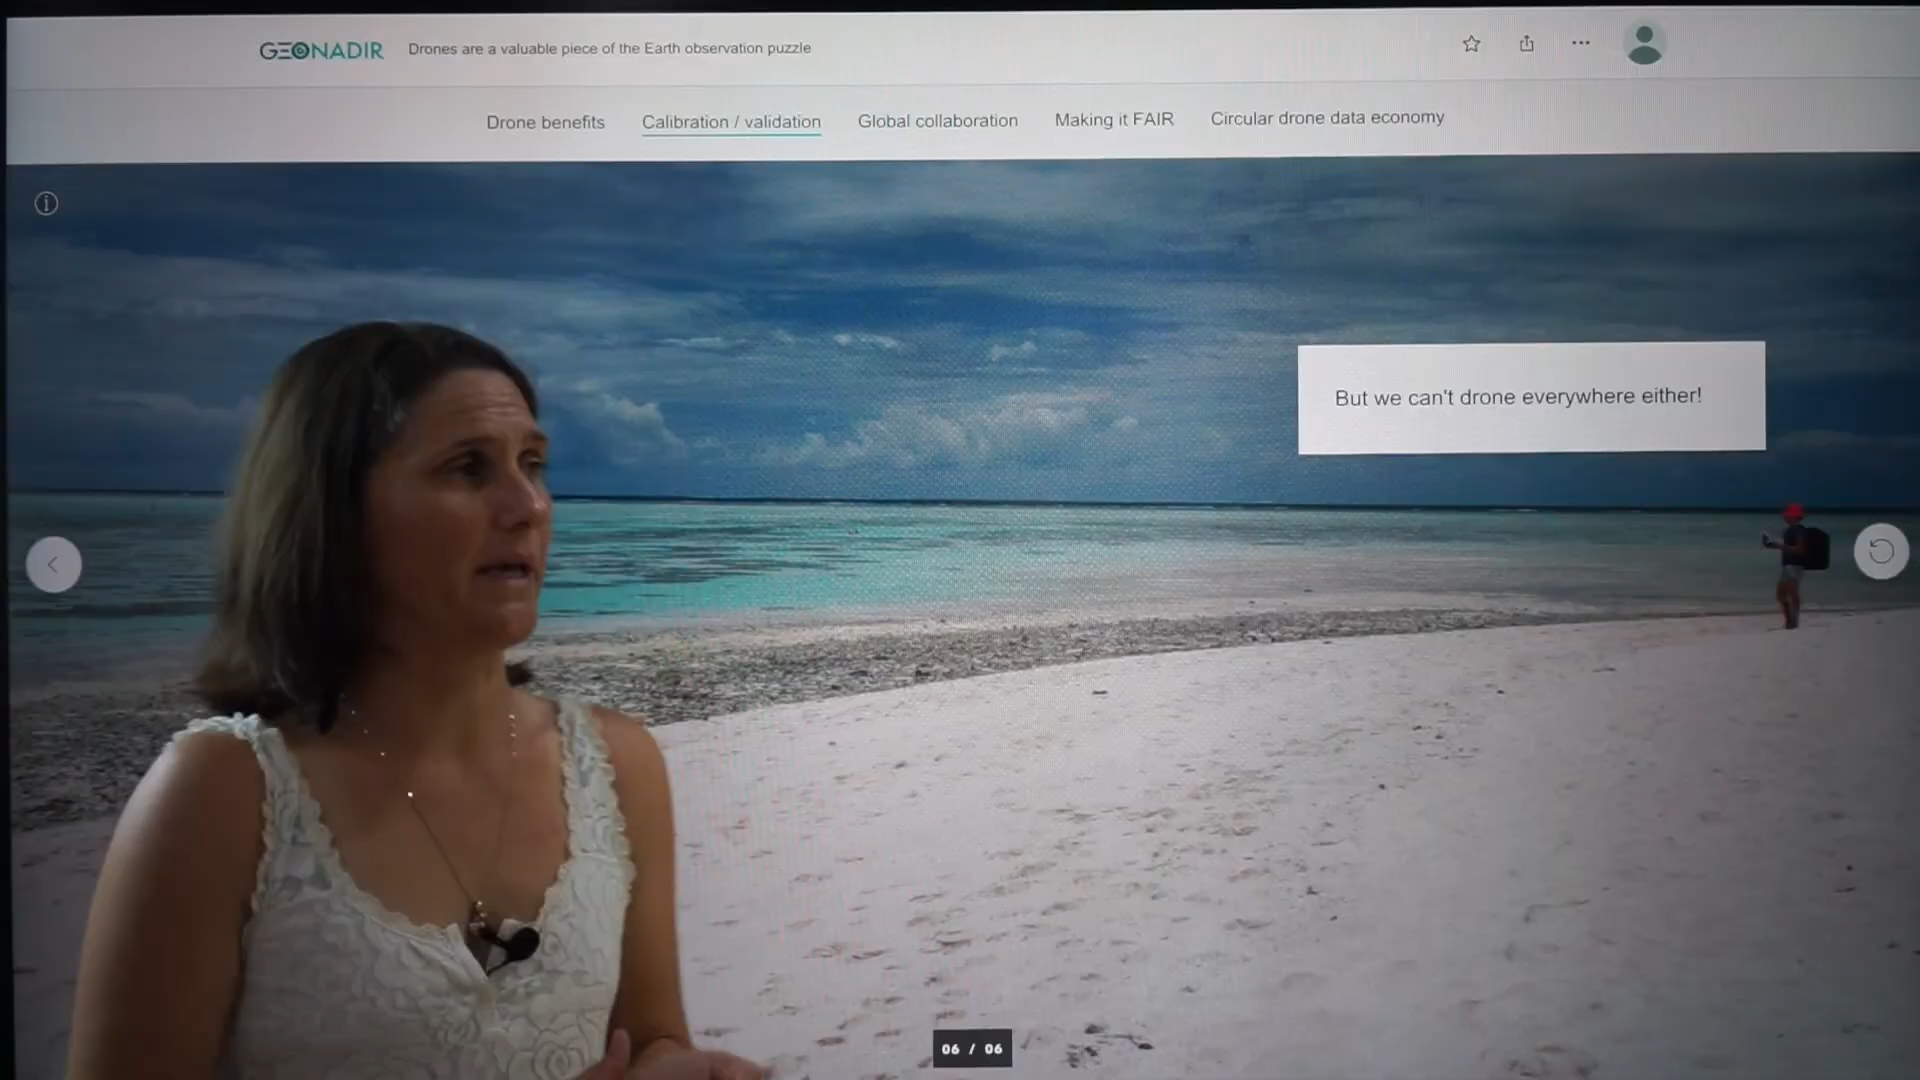 GEONADIR
Drones are a valuable piece of the Earth observation puzzle
Drone benefits
Calibration / validation
Global collaboration
Making it FAIR
Circular drone data economy
But we can't drone everywhere either!
06 / 06